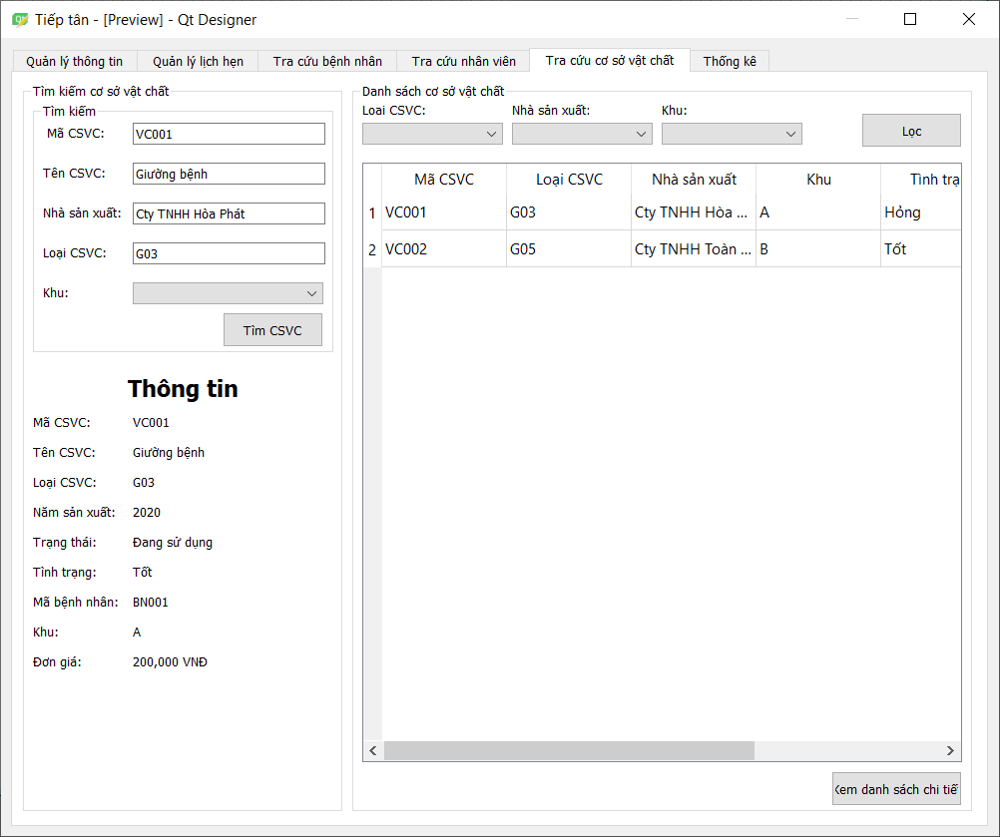 Tiếp tân - [Preview] - Qt Designer
Quản lý thông tin Quản lý lịch hẹn Tra cứu bệnh nhân Tra cứu nhân viên Tra cứu cơ sở vật chất Thống kê
Tìm kiếm cơ sở vật chất
Tìm kiếm
Mã CSVC: VC001
Tên CSVC: Giường bệnh
Nhà sản xuất: Cty TNHH Hòa Phát
Loại CSVC: G03
Khu:
Tìm CSVC
Thông tin
Mã CSVC: VC001
Tên CSVC: Giường bệnh
Loại CSVC: G03
Năm sản xuất: 2020
Trạng thái: Đang sử dụng
Tình trạng: Tốt
Mã bệnh nhân: BN001
Khu: A
Đơn giá: 200,000 VNĐ
Danh sách cơ sở vật chất
Loại CSVC: Nhà sản xuất: Khu:
Lọc
Mã CSVC Loại CSVC Nhà sản xuất Khu Tình trạ
1 VC001 G03 Cty TNHH Hòa ... A Hỏng
2 VC002 G05 Cty TNHH Toàn ... B Tốt
Xem danh sách chi tiế